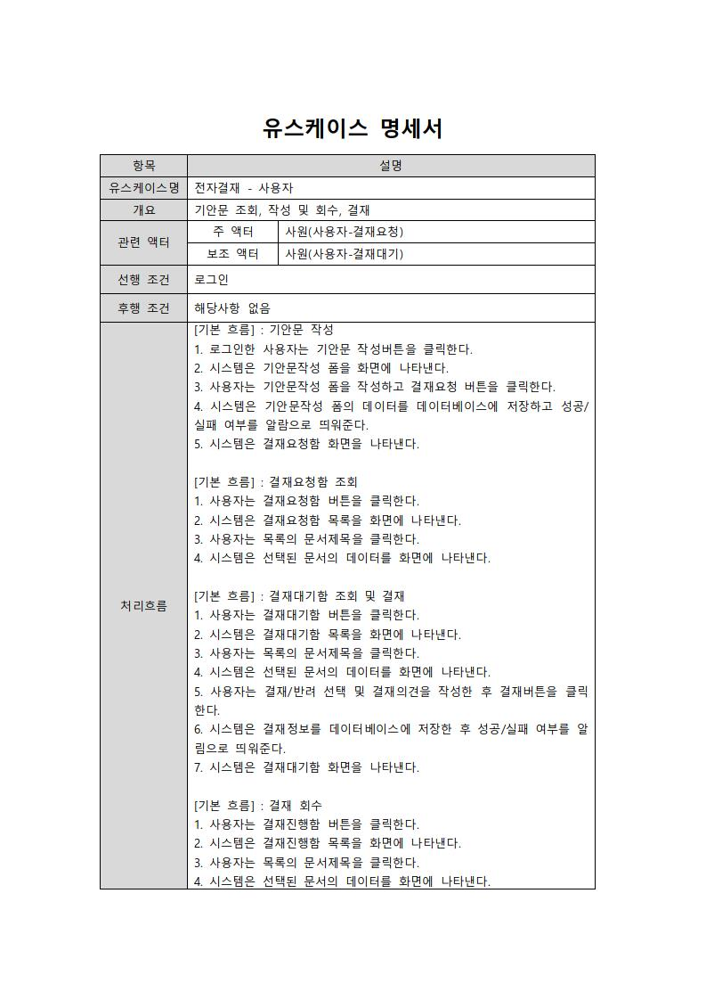 유스케이스 명세서
항목 설명
유스케이스명 전자결재 - 사용자
개요 기안문 조회, 작성 및 회수, 결재
관련 액터 주 액터 사원(사용자-결재요청)
보조 액터 사원(사용자-결재대기)
선행 조건 로그인
후행 조건 해당사항 없음
처리흐름
[기본 흐름] : 기안문 작성
1. 로그인한 사용자는 기안문 작성버튼을 클릭한다.
2. 시스템은 기안문작성 폼을 화면에 나타낸다.
3. 사용자는 기안문작성 폼을 작성하고 결재요청 버튼을 클릭한다.
4. 시스템은 기안문작성 폼의 데이터를 데이터베이스에 저장하고 성공/
실패 여부를 알람으로 띄워준다.
5. 시스템은 결재요청함 화면을 나타낸다.
[기본 흐름] : 결재요청함 조회
1. 사용자는 결재요청함 버튼을 클릭한다.
2. 시스템은 결재요청함 목록을 화면에 나타낸다.
3. 사용자는 목록의 문서제목을 클릭한다.
4. 시스템은 선택된 문서의 데이터를 화면에 나타낸다.
[기본 흐름] : 결재대기함 조회 및 결재
1. 사용자는 결재대기함 버튼을 클릭한다.
2. 시스템은 결재대기함 목록을 화면에 나타낸다.
3. 사용자는 목록의 문서제목을 클릭한다.
4. 시스템은 선택된 문서의 데이터를 화면에 나타낸다.
5. 사용자는 결재/반려 선택 및 결재의견을 작성한 후 결재버튼을 클릭
한다.
6. 시스템은 결재정보를 데이터베이스에 저장한 후 성공/실패 여부를 알
림으로 띄워준다.
7. 시스템은 결재대기함 화면을 나타낸다.
[기본 흐름] : 결재 회수
1. 사용자는 결재진행함 버튼을 클릭한다.
2. 시스템은 결재진행함 목록을 화면에 나타낸다.
3. 사용자는 목록의 문서제목을 클릭한다.
4. 시스템은 선택된 문서의 데이터를 화면에 나타낸다.